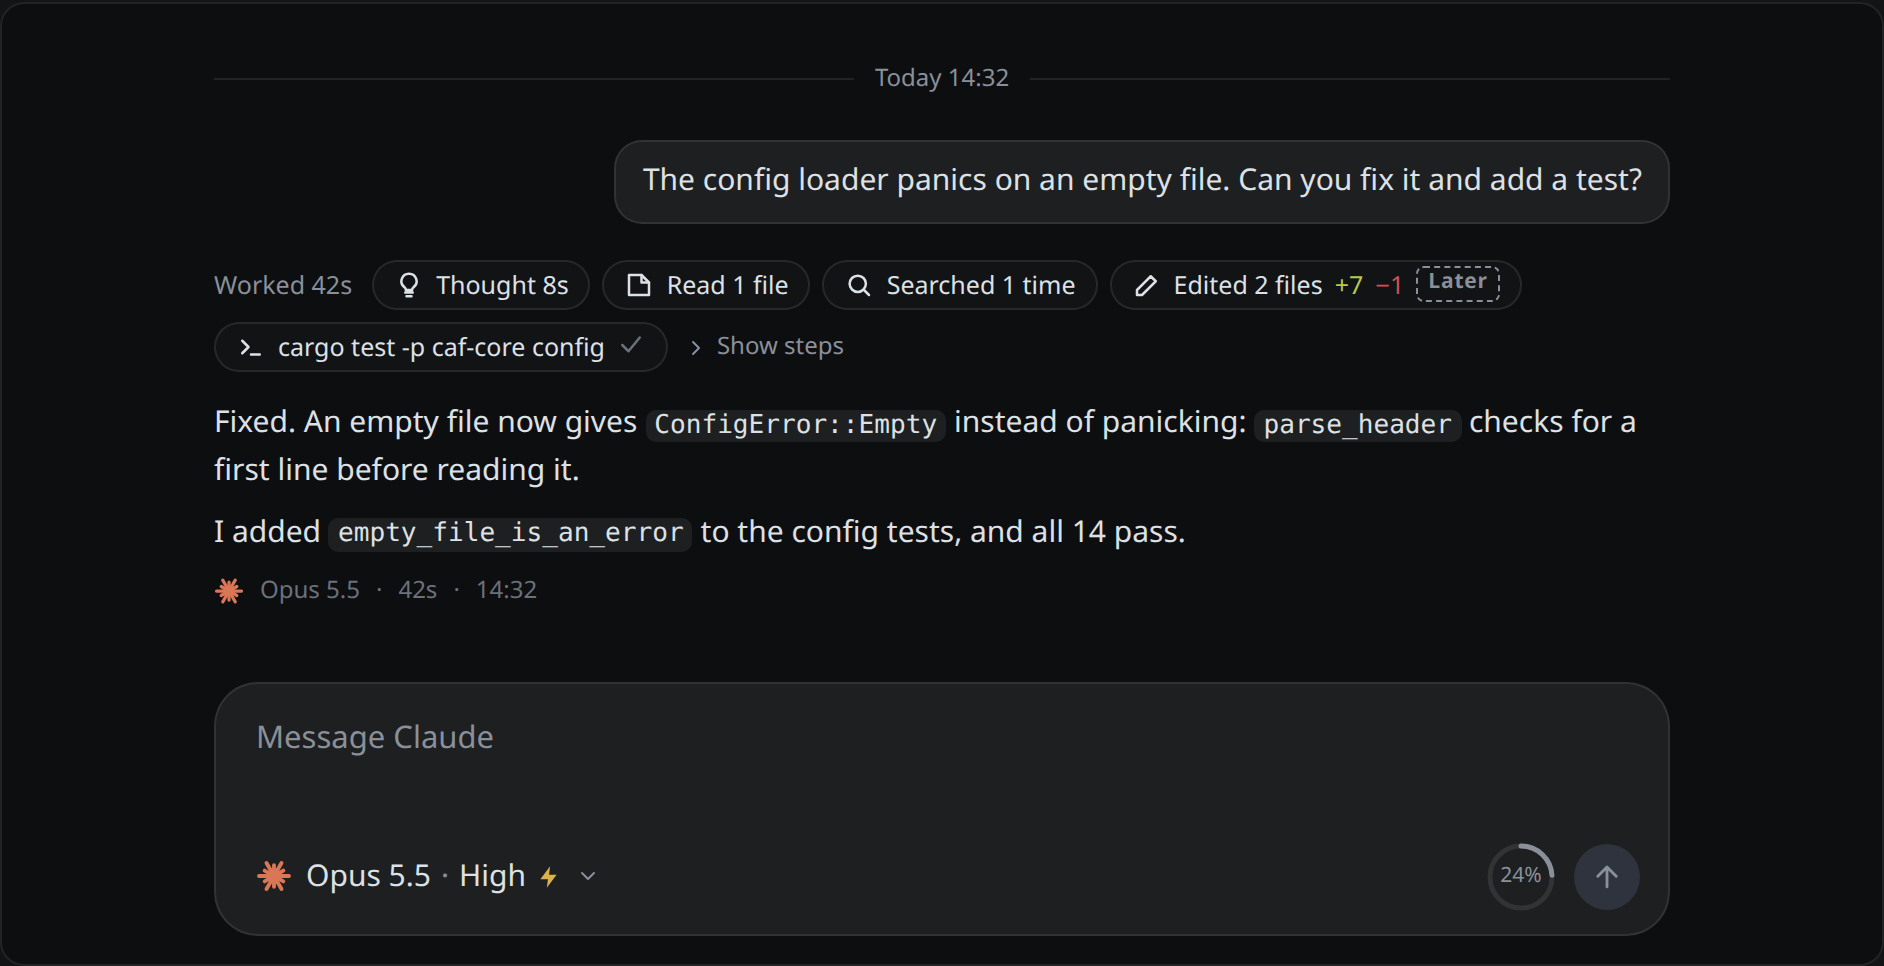 Today 14:32
The config loader panics on an empty file. Can you fix it and add a test?
Worked 42s Thought 8s Read 1 file Searched 1 time Edited 2 files +7 −1 Later
cargo test -p caf-core config Show steps
Fixed. An empty file now gives ConfigError::Empty instead of panicking: parse_header checks for a
first line before reading it.
I added empty_file_is_an_error to the config tests, and all 14 pass.
Opus 5.5 · 42s · 14:32
Message Claude
Opus 5.5 · High 24%